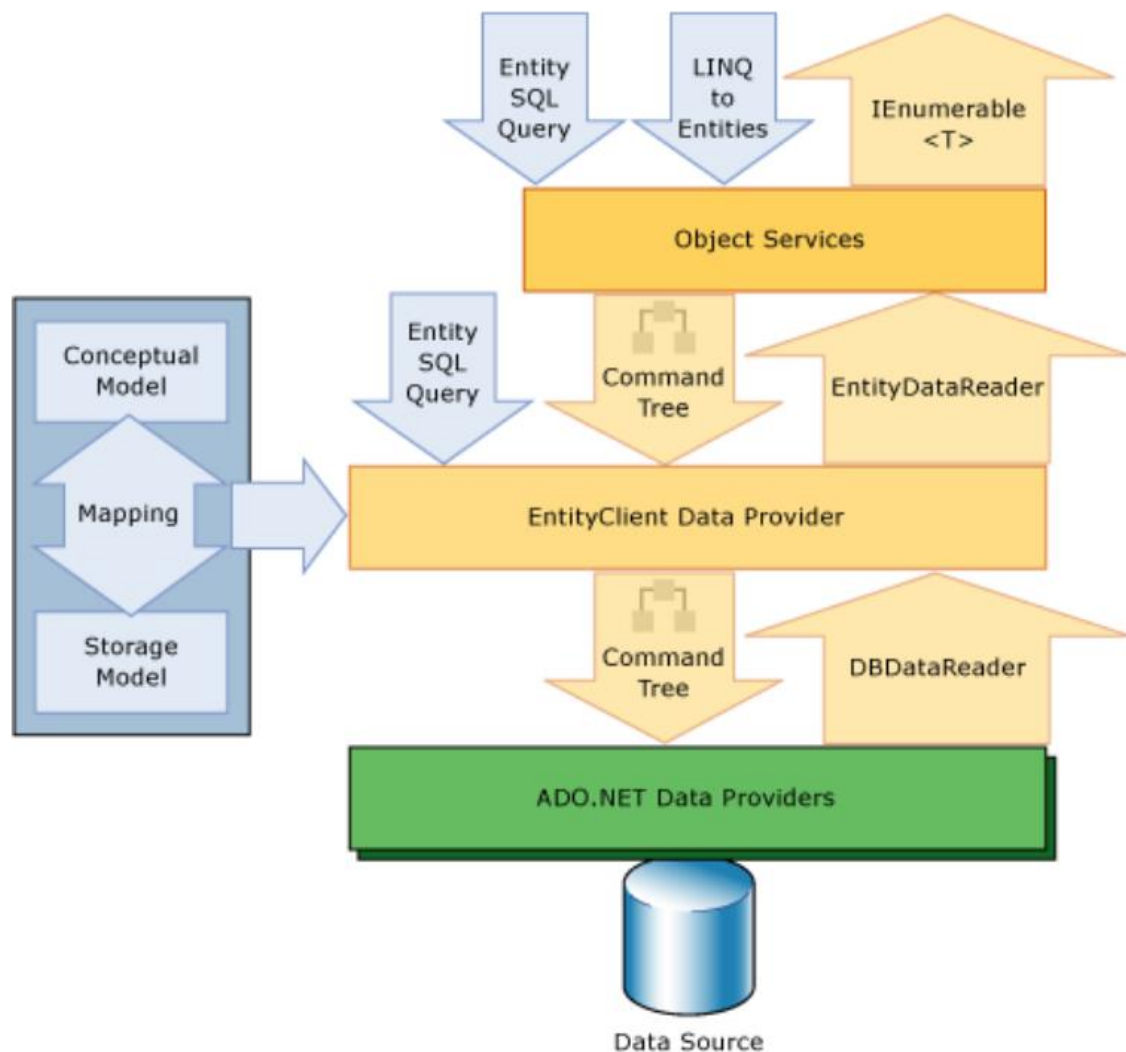 Entity
SQL
Query
LINQ
to
Entities
IEnumerable
<T>
Object Services
Conceptual
Model
Mapping
Storage
Model
Entity
SQL
Query
Command
Tree
EntityDataReader
EntityClient Data Provider
Command
Tree
DBDataReader
ADO.NET Data Providers
Data Source